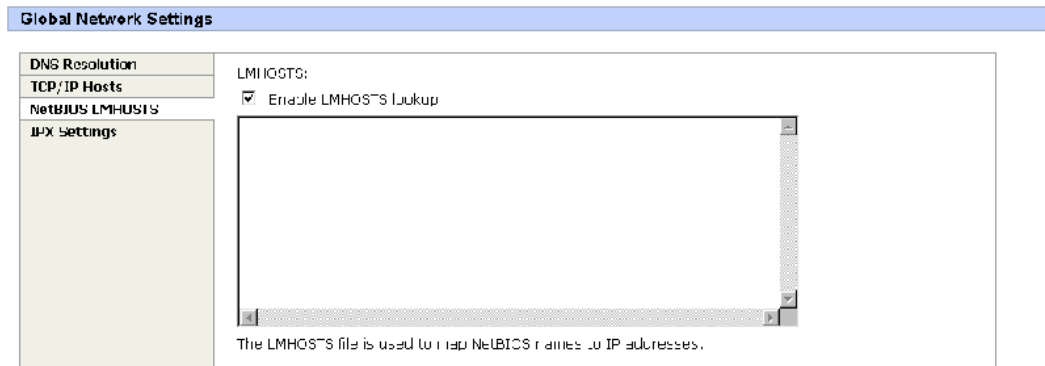 Global Network Settings
DNS Resolution
TCP/IP Hosts
NetBIOS LMHOSTS
IPX Settings
LMHOSTS:
Enable LMHOSTS lookup
The LMHOSTS file is used to map NetBIOS names to IP addresses.